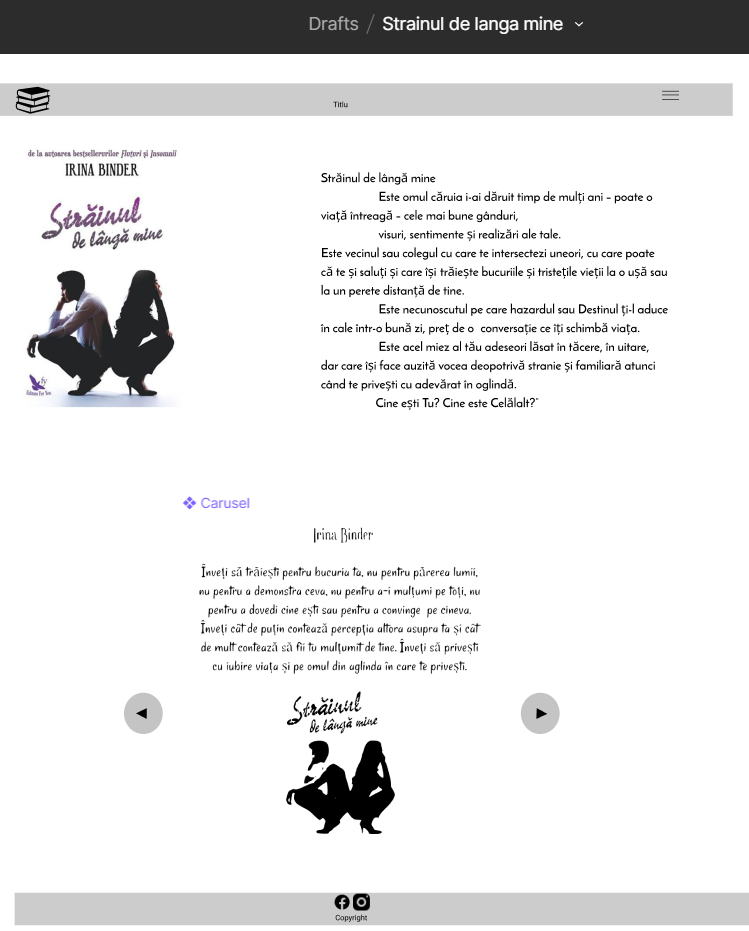 Drafts / Strainul de langa mine
Titlu
de la autoarea bestsellerurilor Fluturi și Insomnii
IRINA BINDER
Străinul
de lângă mine
Editura For You
Străinul de lângă mine
Este omul căruia i-ai dăruit timp de mulți ani – poate o
viață întreagă – cele mai bune gânduri,
visuri, sentimente și realizări ale tale.
Este vecinul sau colegul cu care te intersectezi uneori, cu care poate
că te și saluți și care își trăiește bucuriile și tristețile vieții la o ușă sau
la un perete distanță de tine.
Este necunoscutul pe care hazardul sau Destinul ți-l aduce
în cale într-o bună zi, preț de o conversație ce îți schimbă viața.
Este acel miez al tău adeseori lăsat în tăcere, în uitare,
dar care își face auzită vocea deopotrivă stranie și familiară atunci
când te privești cu adevărat în oglindă.
Cine ești Tu? Cine este Celălalt?"
Carusel
Irina Binder
Înveți să trăiești pentru bucuria ta, nu pentru părerea lumii,
nu pentru a demonstra ceva, nu pentru a-i mulțumi pe toți, nu
pentru a dovedi cine ești sau pentru a convinge pe cineva.
Înveți cât de puțin contează percepția altora asupra ta și cât
de mult contează să fii tu mulțumit de tine. Înveți să privești
cu iubire viața și pe omul din aglinda în care te privești.
Străinul
de lângă mine
Copyright